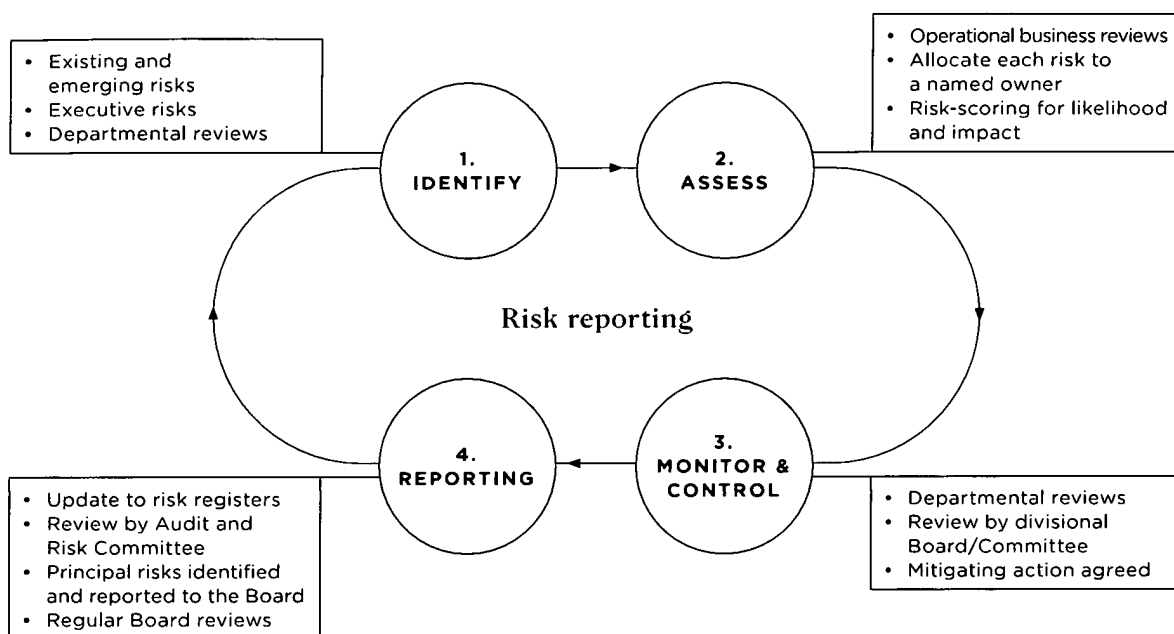 • Existing and
emerging risks
• Executive risks
• Departmental reviews
1.
IDENTIFY
2.
ASSESS
• Operational business reviews
• Allocate each risk to
a named owner
• Risk-scoring for likelihood
and impact
Risk reporting
4.
REPORTING
3.
MONITOR &
CONTROL
• Update to risk registers
• Review by Audit and
Risk Committee
• Principal risks identified
and reported to the Board
• Regular Board reviews
• Departmental reviews
• Review by divisional
Board/Committee
• Mitigating action agreed